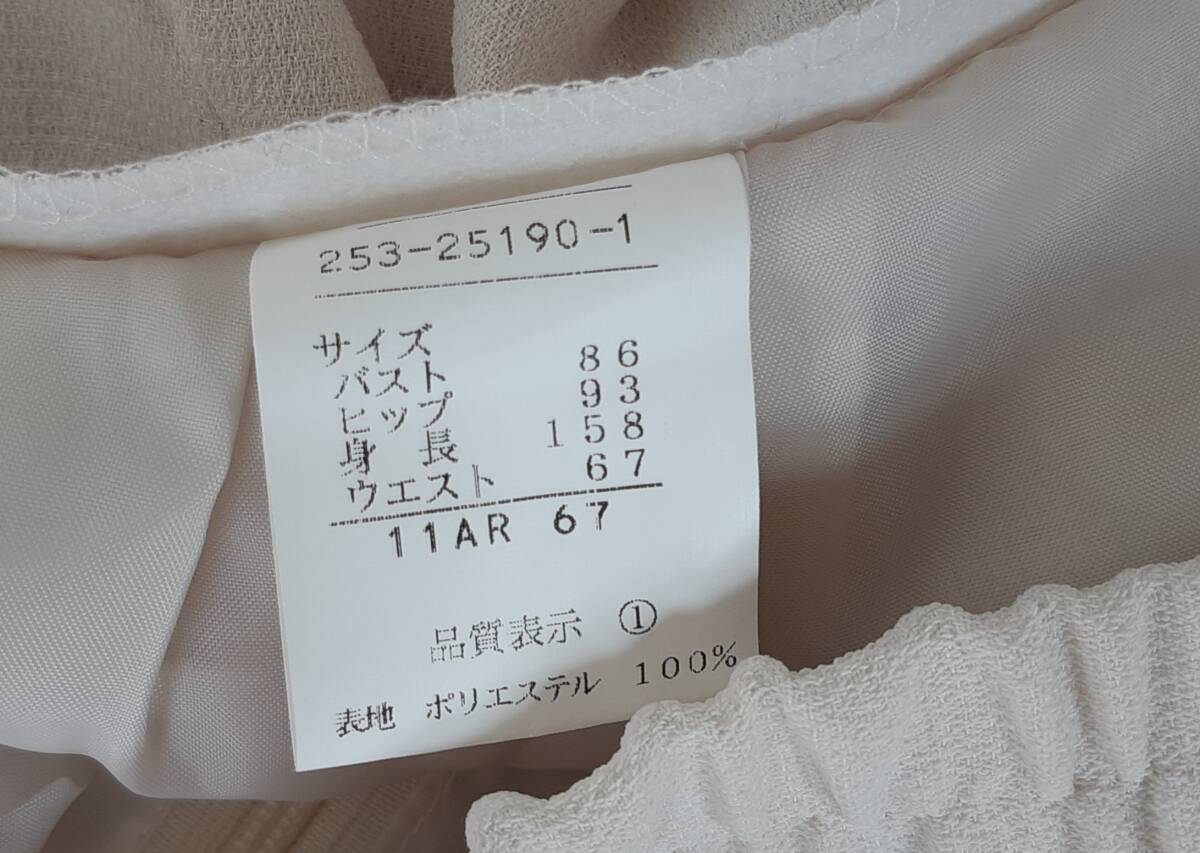 253-25190-1
サイズ
バスト 86
ヒップ 93
身長 158
ウエスト 67
11AR 67
品質表示 ①
表地 ポリエステル 100%